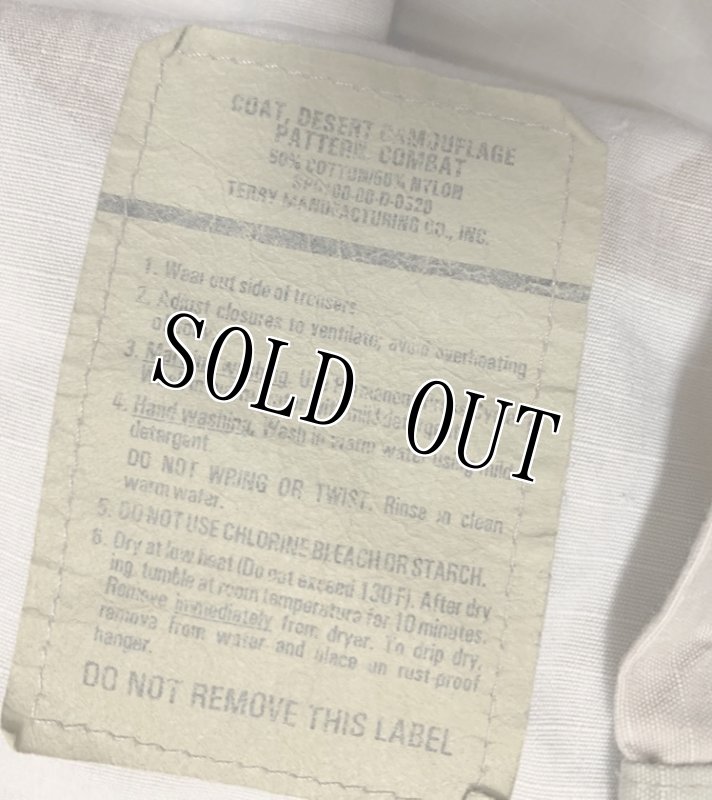 COAT, DESERT CAMOUFLAGE
PATTERN, COMBAT
50% COTTON/50% NYLON
TERRY MANUFACTURING CO., INC.
1. Wear out side of trousers
2. Adjust closures to ventilate, avoid overheating
3. washing.
4. Hand washing. Wash in warm water using mild
detergent.
DO NOT WRING OR TWIST. Rinse in clean
warm water.
5. DO NOT USE CHLORINE BLEACH OR STARCH.
6. Dry at low heat (Do not exceed 130 F). After dry
ing, tumble at room temperature for 10 minutes.
Remove immediately from dryer. To drip dry,
remove from water and place on rust-proof
hanger.
DO NOT REMOVE THIS LABEL
SOLD OUT